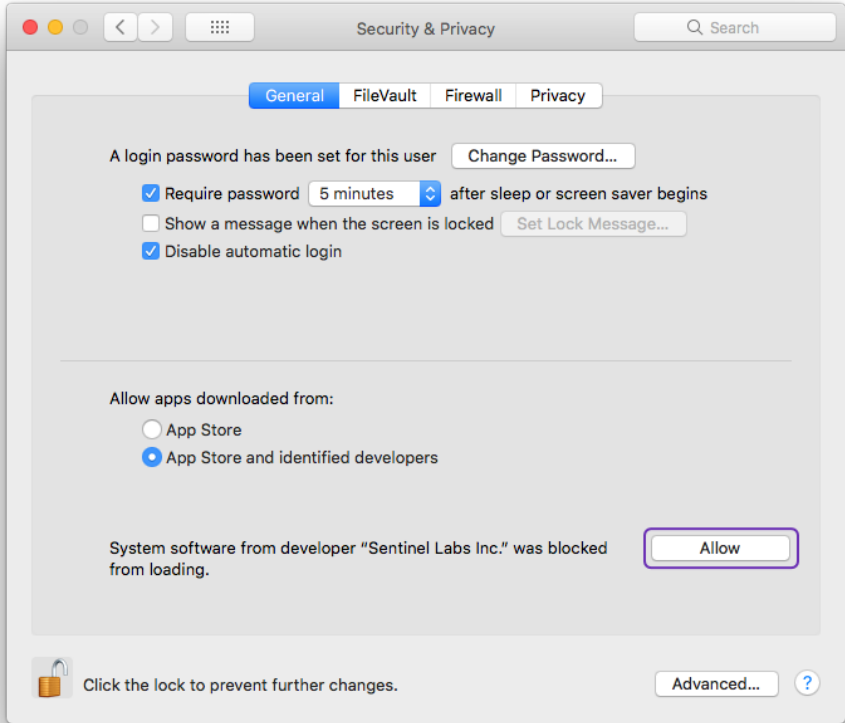 Security & Privacy
Search
General FileVault Firewall Privacy
A login password has been set for this user Change Password...
Require password 5 minutes after sleep or screen saver begins
Show a message when the screen is locked Set Lock Message...
Disable automatic login
Allow apps downloaded from:
App Store
App Store and identified developers
System software from developer “Sentinel Labs Inc.” was blocked
from loading.
Allow
Click the lock to prevent further changes.
Advanced... ?